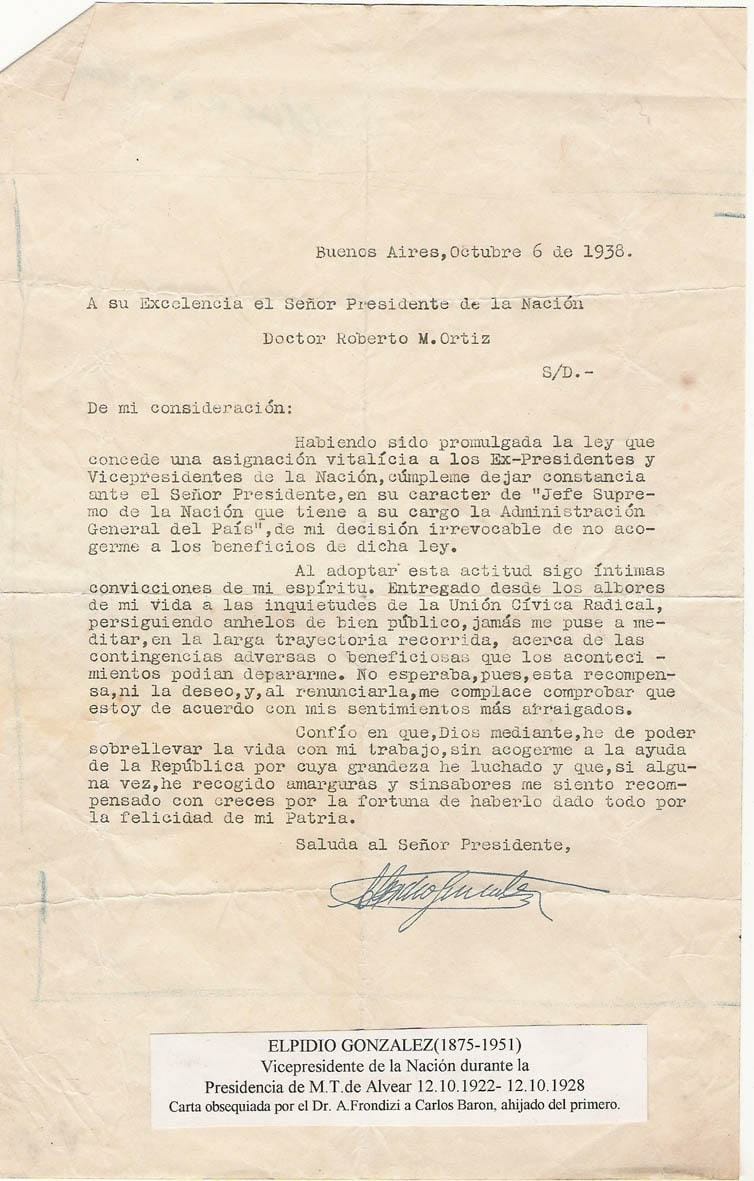 Buenos Aires,Octubre 6 de 1938.
A su Excelencia el Señor Presidente de la Nación
Doctor Roberto M.Ortiz
S/D.-
De mi consideración:
Habiendo sido promulgada la ley que
concede una asignación vitalícia a los Ex-Presidentes y
Vicepresidentes de la Nación,cúmpleme dejar constancia
ante el Señor Presidente,en su caracter de "Jefe Supre-
mo de la Nación que tiene a su cargo la Administración
General del País",de mi decisión irrevocable de no aco-
germe a los beneficios de dicha ley.
Al adoptar esta actitud sigo íntimas
convicciones de mi espíritu. Entregado desde los albores
de mi vida a las inquietudes de la Unión Cívica Radical,
persiguiendo anhelos de bien público,jamás me puse a me-
ditar,en la larga trayectoria recorrida, acerca de las
contingencias adversas o beneficiosas que los aconteci -
mientos podian depararme. No esperaba,pues,esta recompen-
sa,ni la deseo,y,al renunciarla,me complace comprobar que
estoy de acuerdo con mis sentimientos más arraigados.
Confío en que,Dios mediante,he de poder
sobrellevar la vida con mi trabajo,sin acogerme a la ayuda
de la República por cuya grandeza he luchado y que,si algu-
na vez,he recogido amarguras y sinsabores me siento recom-
pensado con creces por la fortuna de haberlo dado todo por
la felicidad de mi Patria.
Saluda al Señor Presidente,
ELPIDIO GONZALEZ(1875-1951)
Vicepresidente de la Nación durante la
Presidencia de M.T.de Alvear 12.10.1922- 12.10.1928
Carta obsequiada por el Dr. A.Frondizi a Carlos Baron, ahijado del primero.